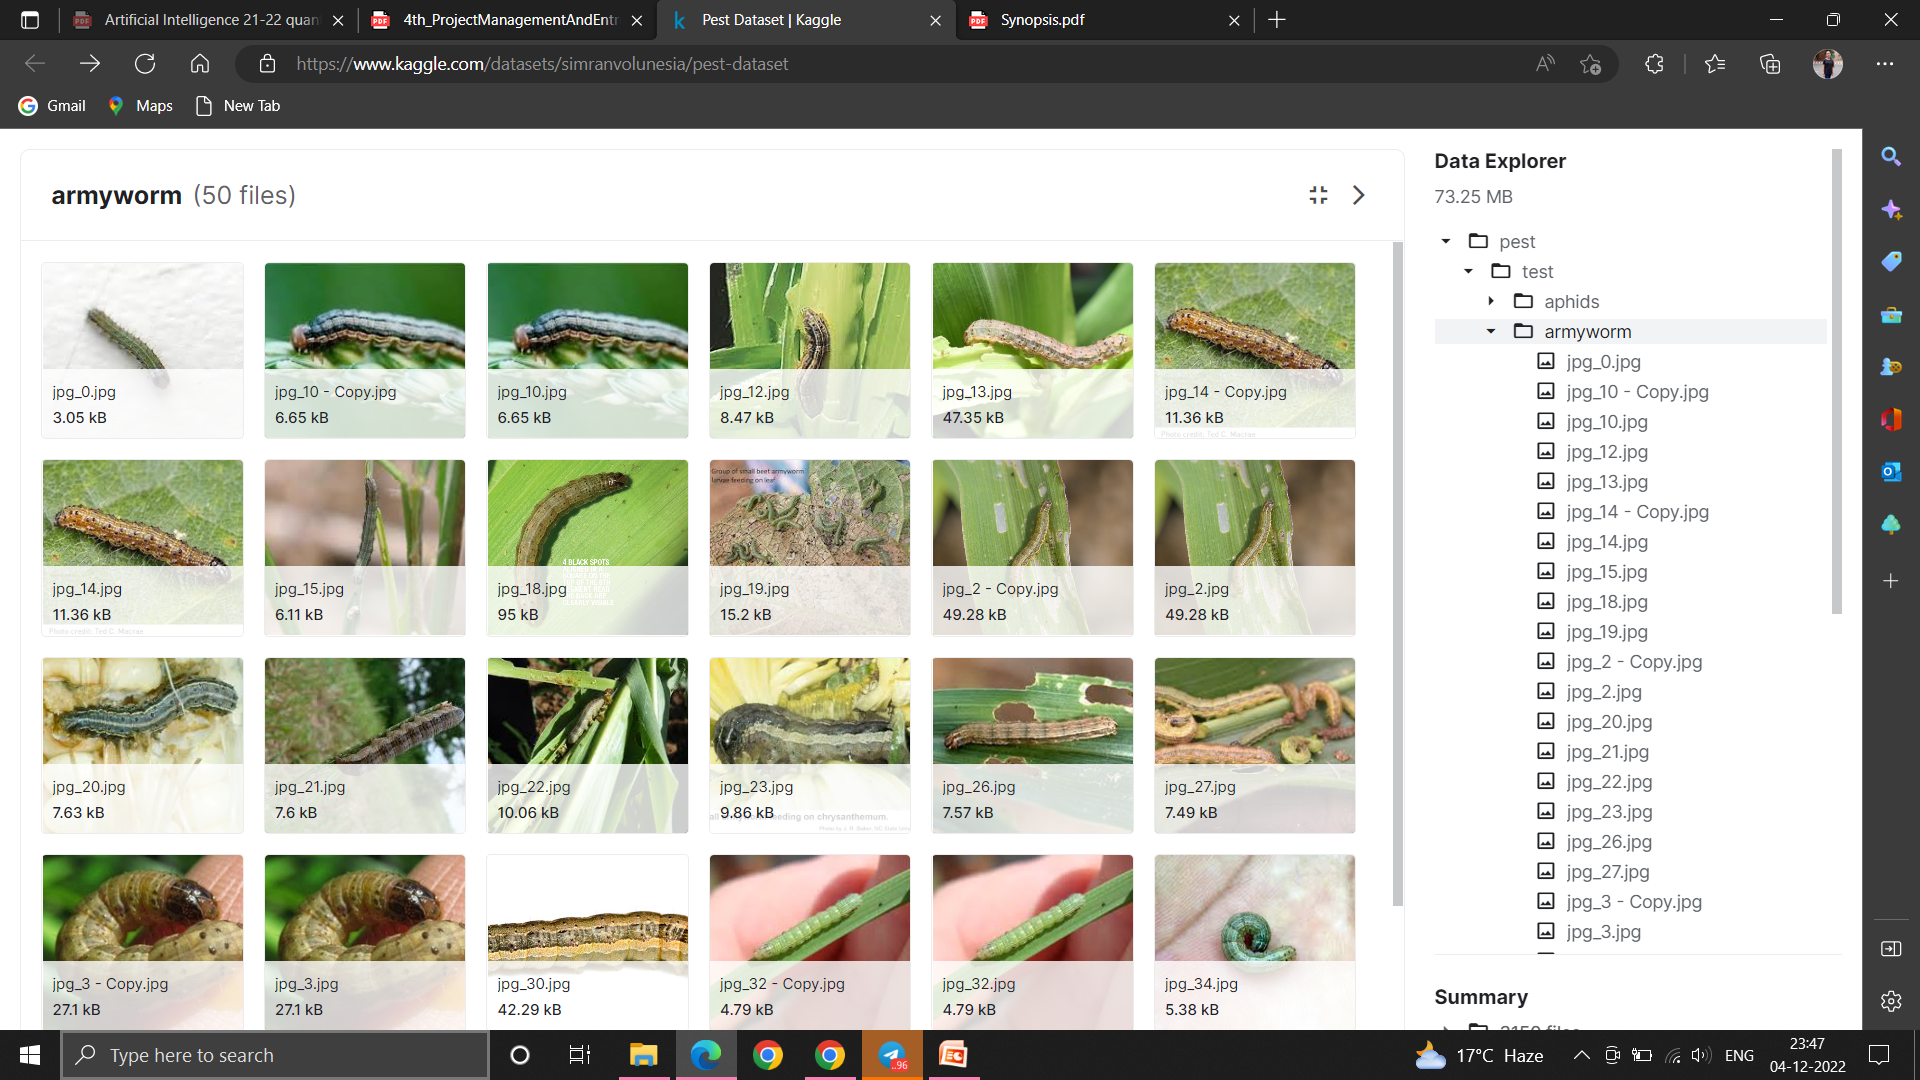 Artificial Intelligence 21-22 quan
4th_ProjectManagementAndEntr
Pest Dataset | Kaggle
Synopsis.pdf
https://www.kaggle.com/datasets/simranvolunesia/pest-dataset
Gmail
Maps
New Tab
armyworm (50 files)
jpg_0.jpg
3.05 kB
jpg_10 - Copy.jpg
6.65 kB
jpg_10.jpg
6.65 kB
jpg_12.jpg
8.47 kB
jpg_13.jpg
47.35 kB
jpg_14 - Copy.jpg
11.36 kB
Photo credit: Ted C. Macrae
jpg_14.jpg
11.36 kB
Photo credit: Ted C. Macrae
jpg_15.jpg
6.11 kB
4 BLACK SPOTS
jpg_18.jpg
95 kB
Group of small beet armyworm
larvae feeding on leaf
jpg_19.jpg
15.2 kB
jpg_2 - Copy.jpg
49.28 kB
jpg_2.jpg
49.28 kB
jpg_20.jpg
7.63 kB
jpg_21.jpg
7.6 kB
jpg_22.jpg
10.06 kB
jpg_23.jpg
9.86 kB
eeding on chrysanthemum.
jpg_26.jpg
7.57 kB
jpg_27.jpg
7.49 kB
jpg_3 - Copy.jpg
27.1 kB
jpg_3.jpg
27.1 kB
jpg_30.jpg
42.29 kB
jpg_32 - Copy.jpg
4.79 kB
jpg_32.jpg
4.79 kB
jpg_34.jpg
5.38 kB
Data Explorer
73.25 MB
pest
test
aphids
armyworm
jpg_0.jpg
jpg_10 - Copy.jpg
jpg_10.jpg
jpg_12.jpg
jpg_13.jpg
jpg_14 - Copy.jpg
jpg_14.jpg
jpg_15.jpg
jpg_18.jpg
jpg_19.jpg
jpg_2 - Copy.jpg
jpg_2.jpg
jpg_20.jpg
jpg_21.jpg
jpg_22.jpg
jpg_23.jpg
jpg_26.jpg
jpg_27.jpg
jpg_3 - Copy.jpg
jpg_3.jpg
Summary
Type here to search
..96
17°C Haze
ENG
23:47
04-12-2022